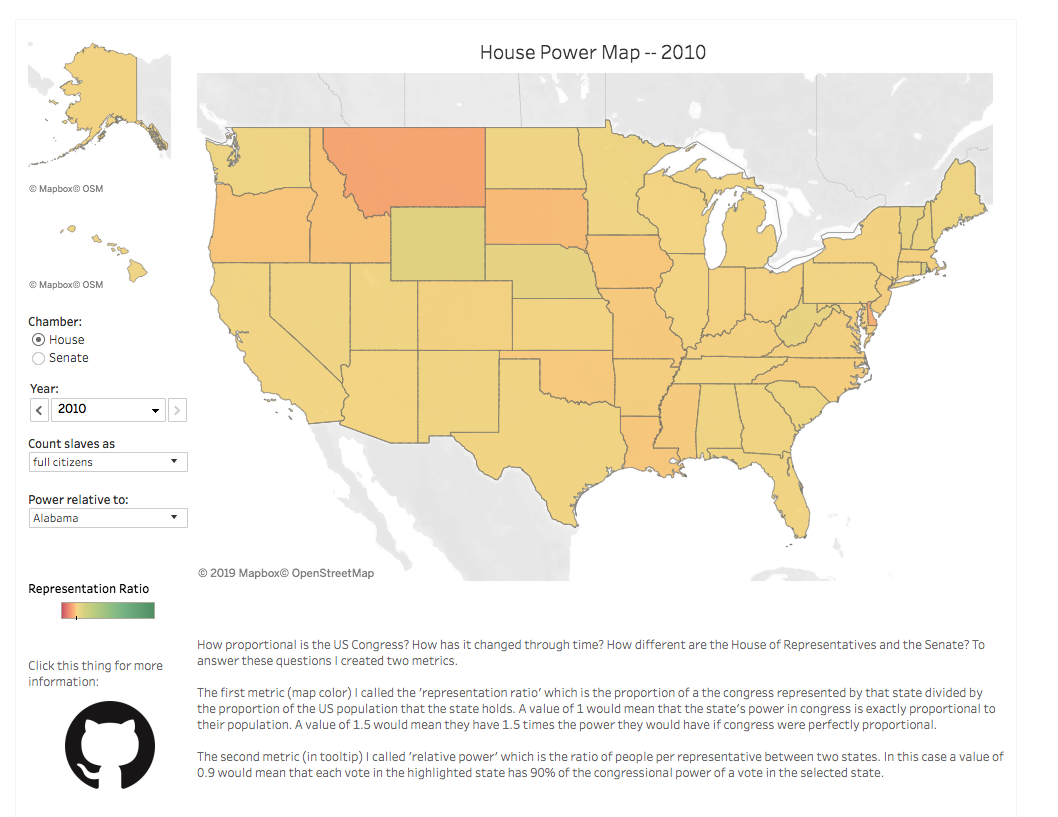 House Power Map -- 2010
© Mapbox© OSM
© Mapbox© OSM
Chamber:
House
Senate
Year:
2010
Count slaves as
full citizens
Power relative to:
Alabama
© 2019 Mapbox© OpenStreetMap
Representation Ratio
Click this thing for more
information:
How proportional is the US Congress? How has it changed through time? How different are the House of Representatives and the Senate? To
answer these questions I created two metrics.
The first metric (map color) I called the 'representation ratio' which is the proportion of a the congress represented by that state divided by
the proportion of the US population that the state holds. A value of 1 would mean that the state's power in congress is exactly proportional to
their population. A value of 1.5 would mean they have 1.5 times the power they would have if congress were perfectly proportional.
The second metric (in tooltip) I called 'relative power' which is the ratio of people per representative between two states. In this case a value of
0.9 would mean that each vote in the highlighted state has 90% of the congressional power of a vote in the selected state.